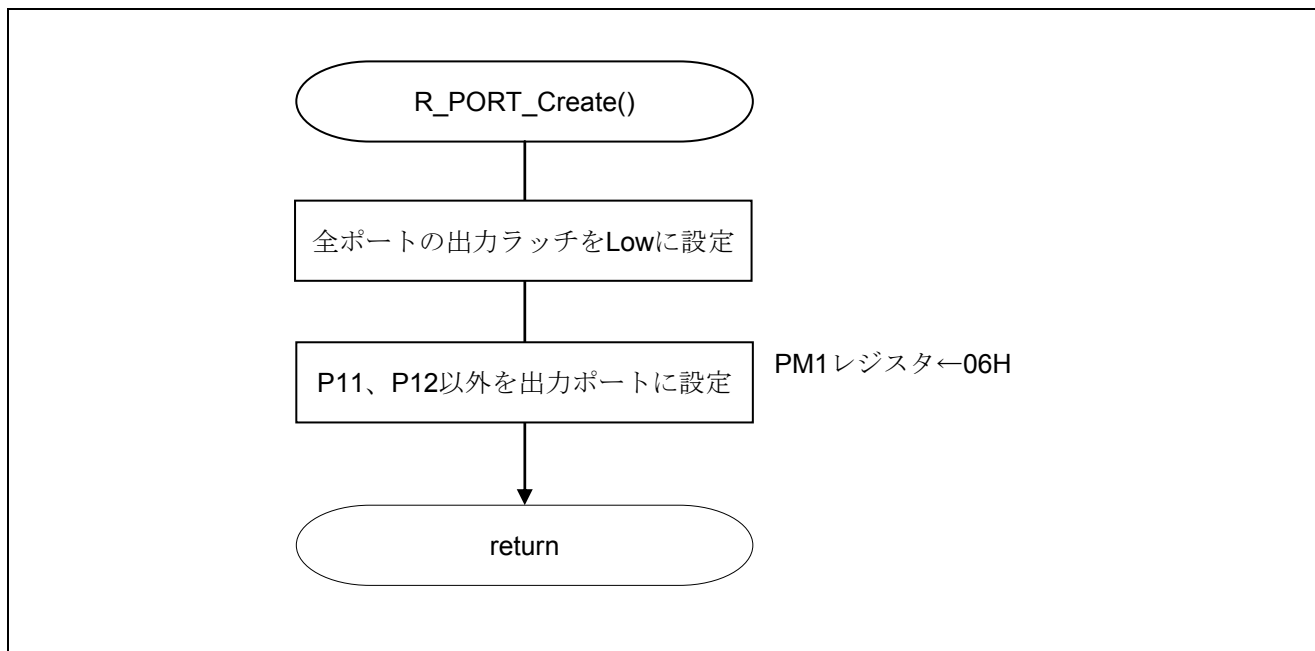 R_PORT_Create()
全ポートの出力ラッチをLowに設定
P11、P12以外を出力ポートに設定
PM1レジスタ←06H
return